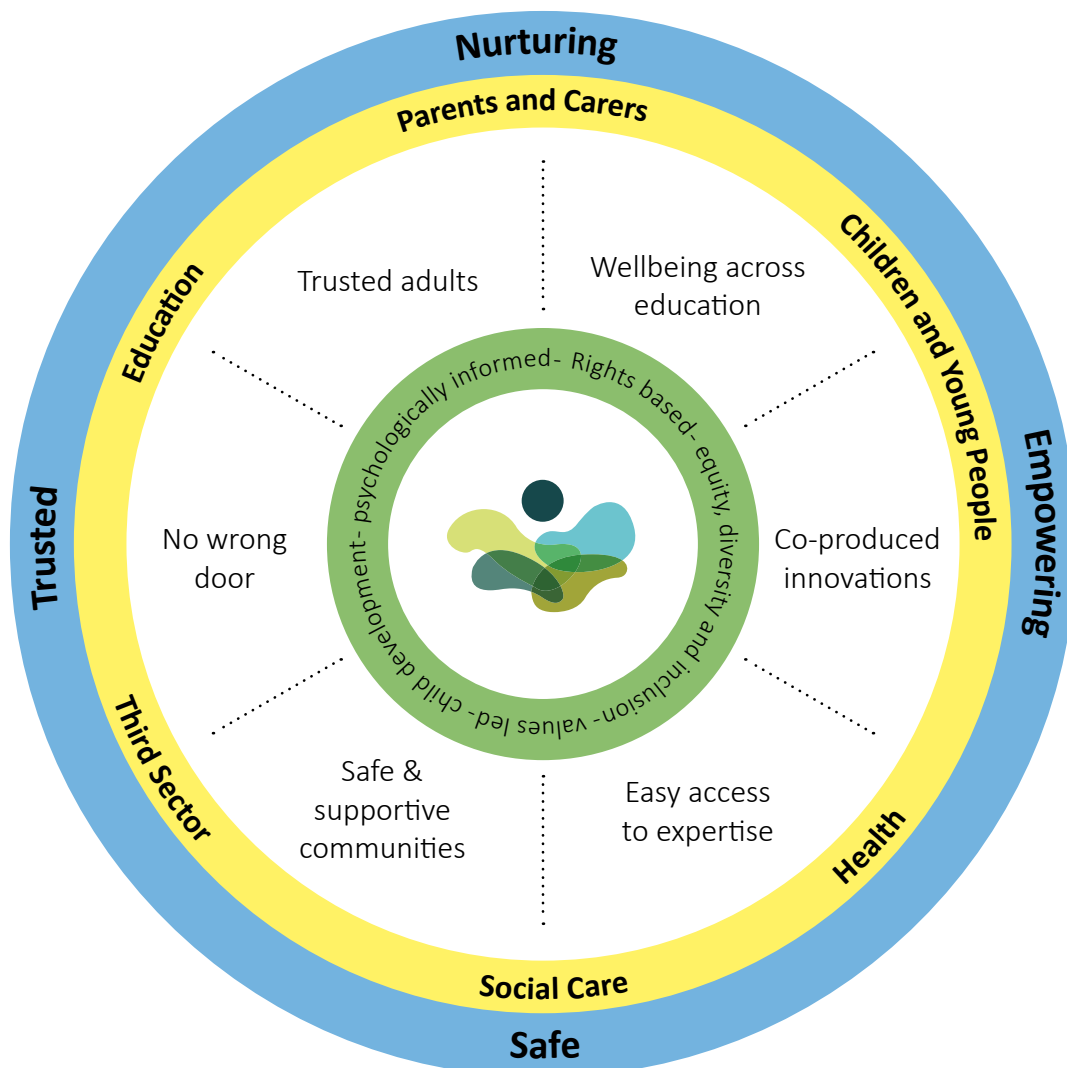 Nurturing
Parents and Carers
Children and Young People
Education
Trusted adults
Wellbeing across
education
psychologically informed- Rights based- equity, diversity and inclusion- values led- child development-
Trusted
Empowering
No wrong
door
Co-produced
innovations
Third Sector
Safe &
supportive
communities
Easy access
to expertise
Health
Social Care
Safe